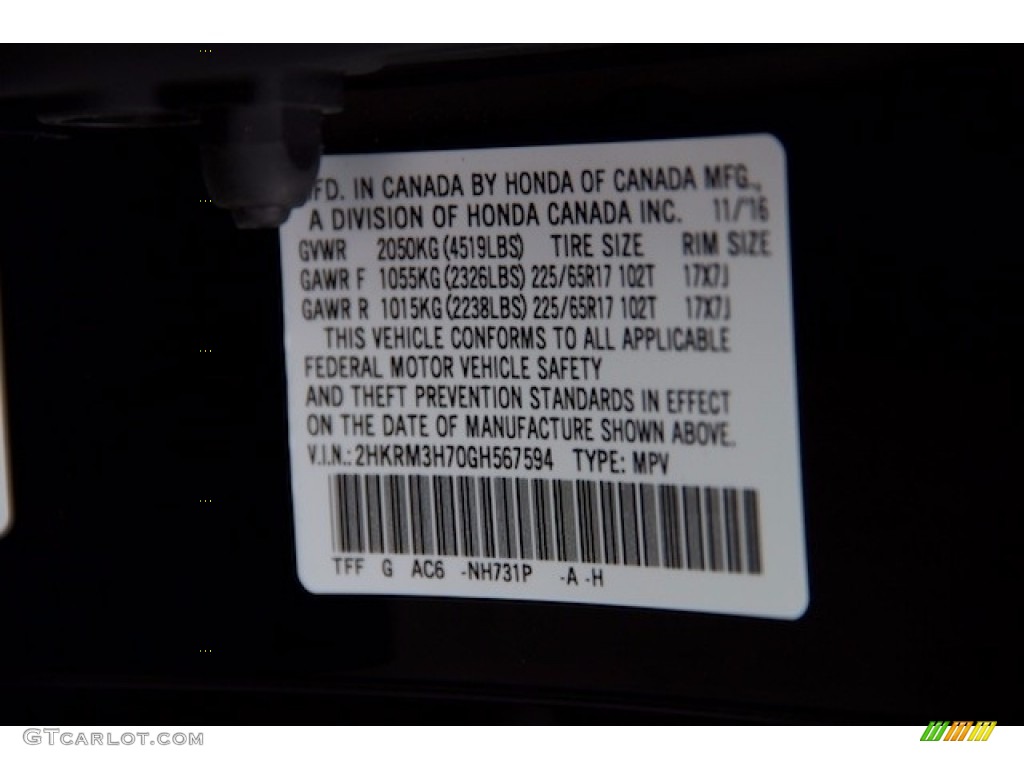 MFD. IN CANADA BY HONDA OF CANADA MFG.,
A DIVISION OF HONDA CANADA INC. 11/16
GVWR 2050KG (4519LBS) TIRE SIZE RIM SIZE
GAWR F 1055KG (2326LBS) 225/65R17 102T 17X7J
GAWR R 1015KG (2238LBS) 225/65R17 102T 17X7J
THIS VEHICLE CONFORMS TO ALL APPLICABLE
FEDERAL MOTOR VEHICLE SAFETY
AND THEFT PREVENTION STANDARDS IN EFFECT
ON THE DATE OF MANUFACTURE SHOWN ABOVE.
V.I.N.: 2HKRM3H70GH567594 TYPE: MPV
TFF G AC6 -NH731P -A -H
GTCARLOT.COM